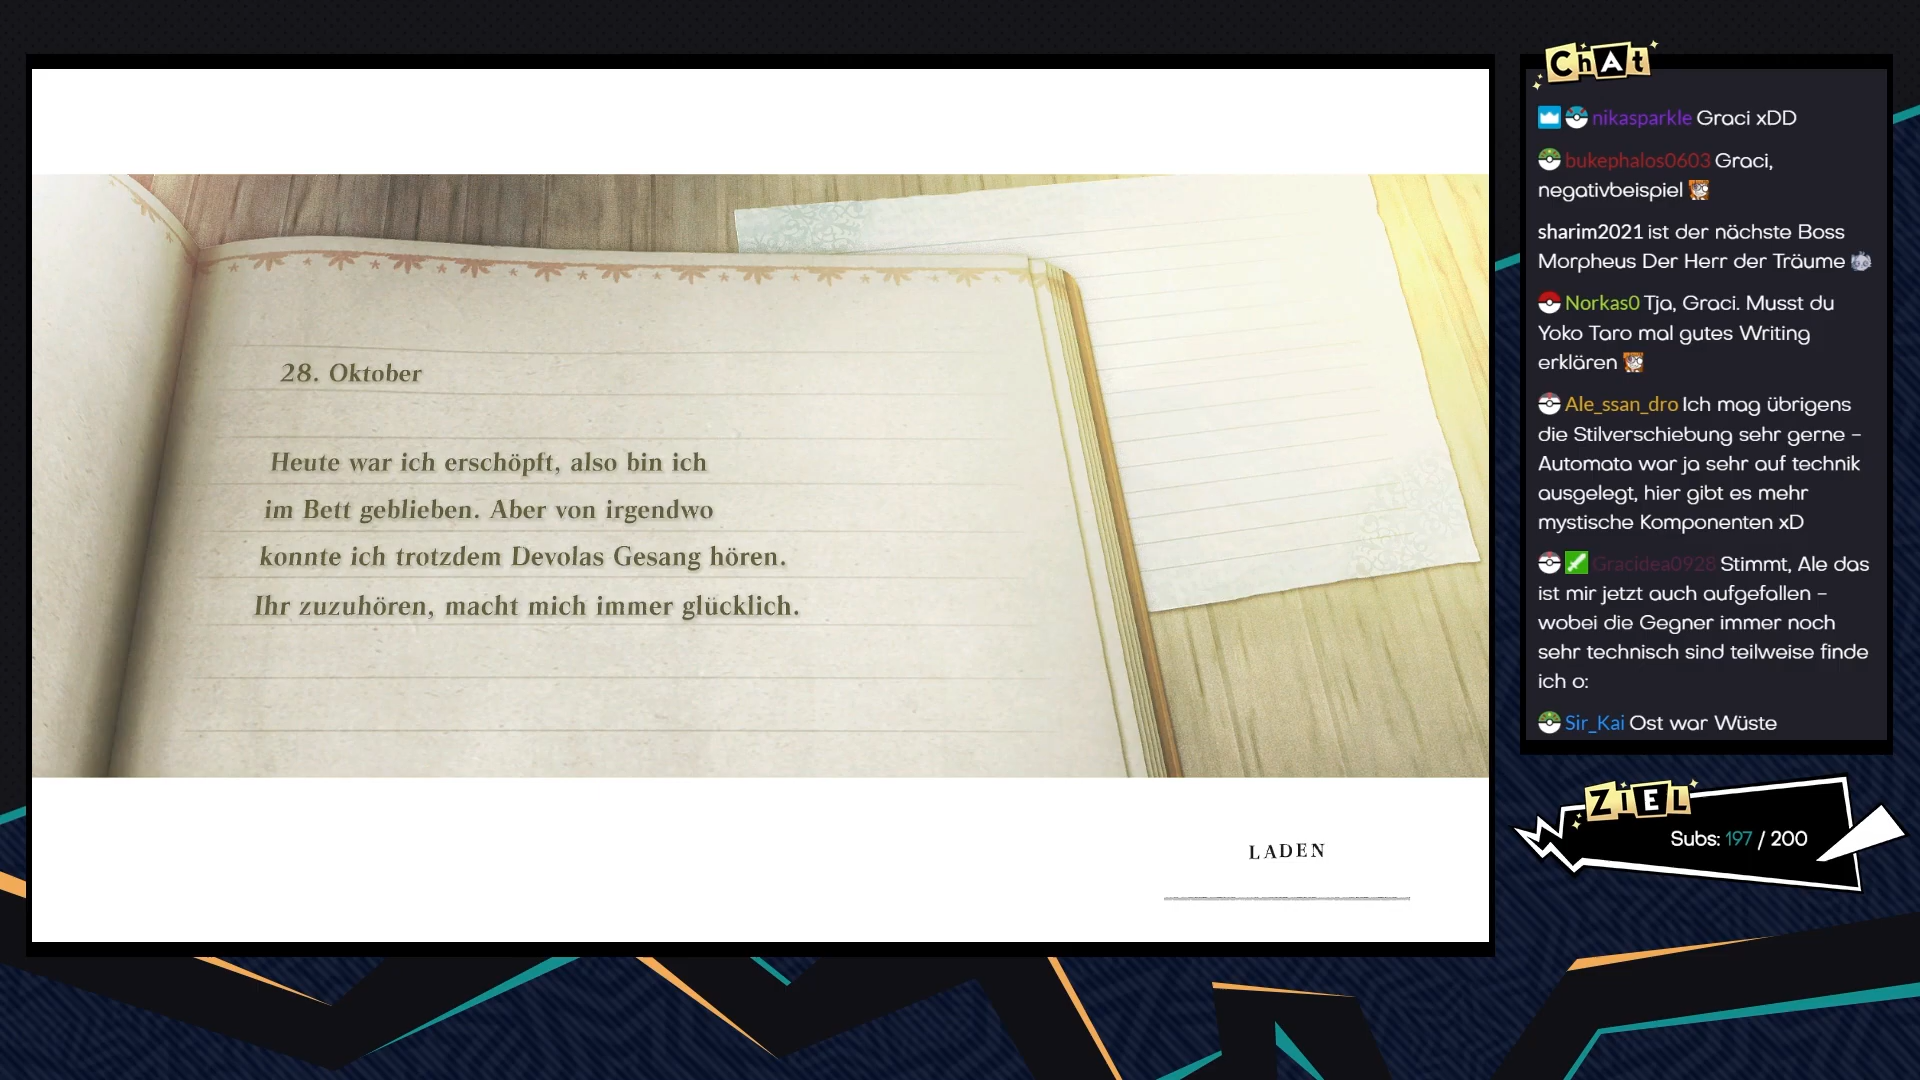 28. Oktober
Heute war ich erschöpft, also bin ich
im Bett geblieben. Aber von irgendwo
konnte ich trotzdem Devolas Gesang hören.
Ihr zuzuhören, macht mich immer glücklich.
LADEN
ChAt
nikasparkle Graci xDD
bukephalos0603 Graci,
negativbeispiel
sharim2021 ist der nächste Boss
Morpheus Der Herr der Träume
Norkas0 Tja, Graci. Musst du
Yoko Taro mal gutes Writing
erklären
Ale_ssan_dro Ich mag übrigens
die Stilverschiebung sehr gerne –
Automata war ja sehr auf technik
ausgelegt, hier gibt es mehr
mystische Komponenten xD
Gracidea0928 Stimmt, Ale das
ist mir jetzt auch aufgefallen –
wobei die Gegner immer noch
sehr technisch sind teilweise finde
ich o:
Sir_Kai Ost war Wüste
ZiEL
Subs: 197 / 200